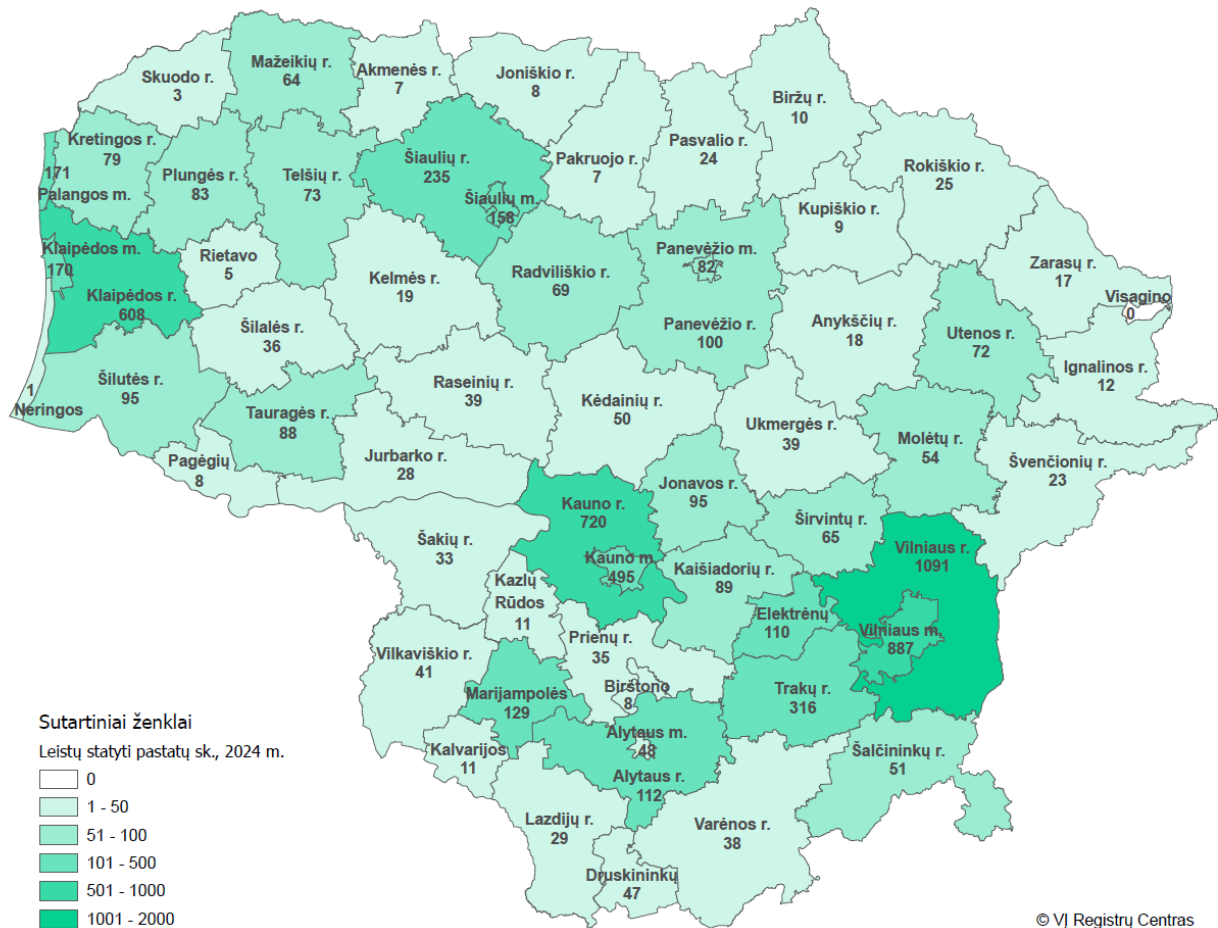 Skuodo r.
3
Mažeikių r.
64
Akmenės r.
7
Joniškio r.
8
Biržų r.
10
Kretingos r.
79
171
Palangos m.
Plungės r.
83
Telšių r.
73
Šiaulių r.
235
Šiaulių m.
158
Pakruojo r.
7
Pasvalio r.
24
Rokiškio r.
25
Kupiškio r.
9
Klaipėdos m.
170
Klaipėdos r.
608
Rietavo
5
Kelmės r.
19
Radviliškio r.
69
Panevėžio m.
82
Panevėžio r.
100
Anykščių r.
18
Zarasų r.
17
Visagino
0
Utenos r.
72
Ignalinos r.
12
Šilalės r.
36
1
Neringos
Šilutės r.
95
Tauragės r.
88
Raseinių r.
39
Kėdainių r.
50
Ukmergės r.
39
Molėtų r.
54
Švenčionių r.
23
Pagėgių
8
Jurbarko r.
28
Kauno r.
720
Kauno m.
495
Jonavos r.
95
Širvintų r.
65
Vilniaus r.
1091
Vilniaus m.
887
Šakių r.
33
Kazlų
Rūdos
11
Kaišiadorių r.
89
Elektrėnų
110
Prienų r.
35
Vilkaviškio r.
41
Marijampolės
129
Birštono
8
Trakų r.
316
Alytaus m.
48
Alytaus r.
112
Kalvarijos
11
Šalčininkų r.
51
Lazdijų r.
29
Varėnos r.
38
Druskininkų
47
Sutartiniai ženklai
Leistų statyti pastatų sk., 2024 m.
0
1 - 50
51 - 100
101 - 500
501 - 1000
1001 - 2000
© VĮ Registrų Centras